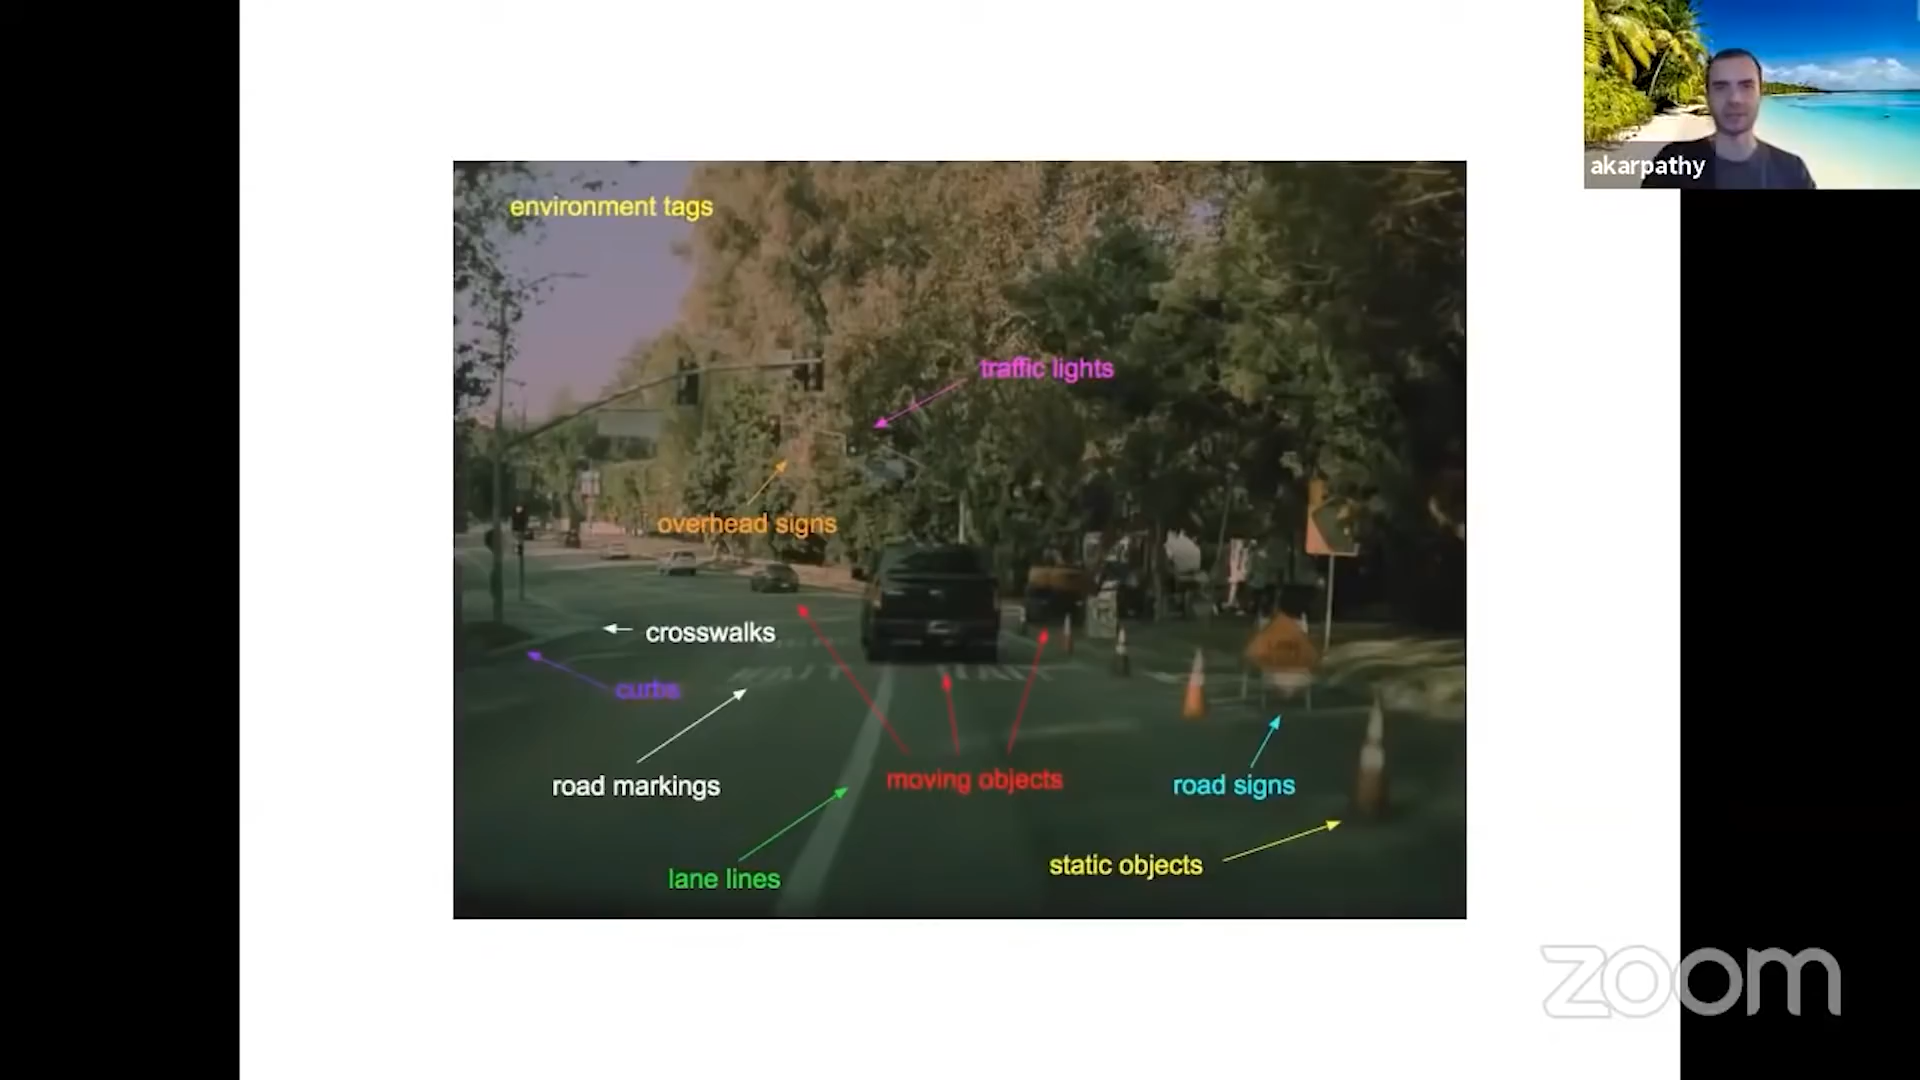 akarpathy
environment tags
traffic lights
overhead signs
crosswalks
curbs
road markings
moving objects
road signs
static objects
lane lines
zoom